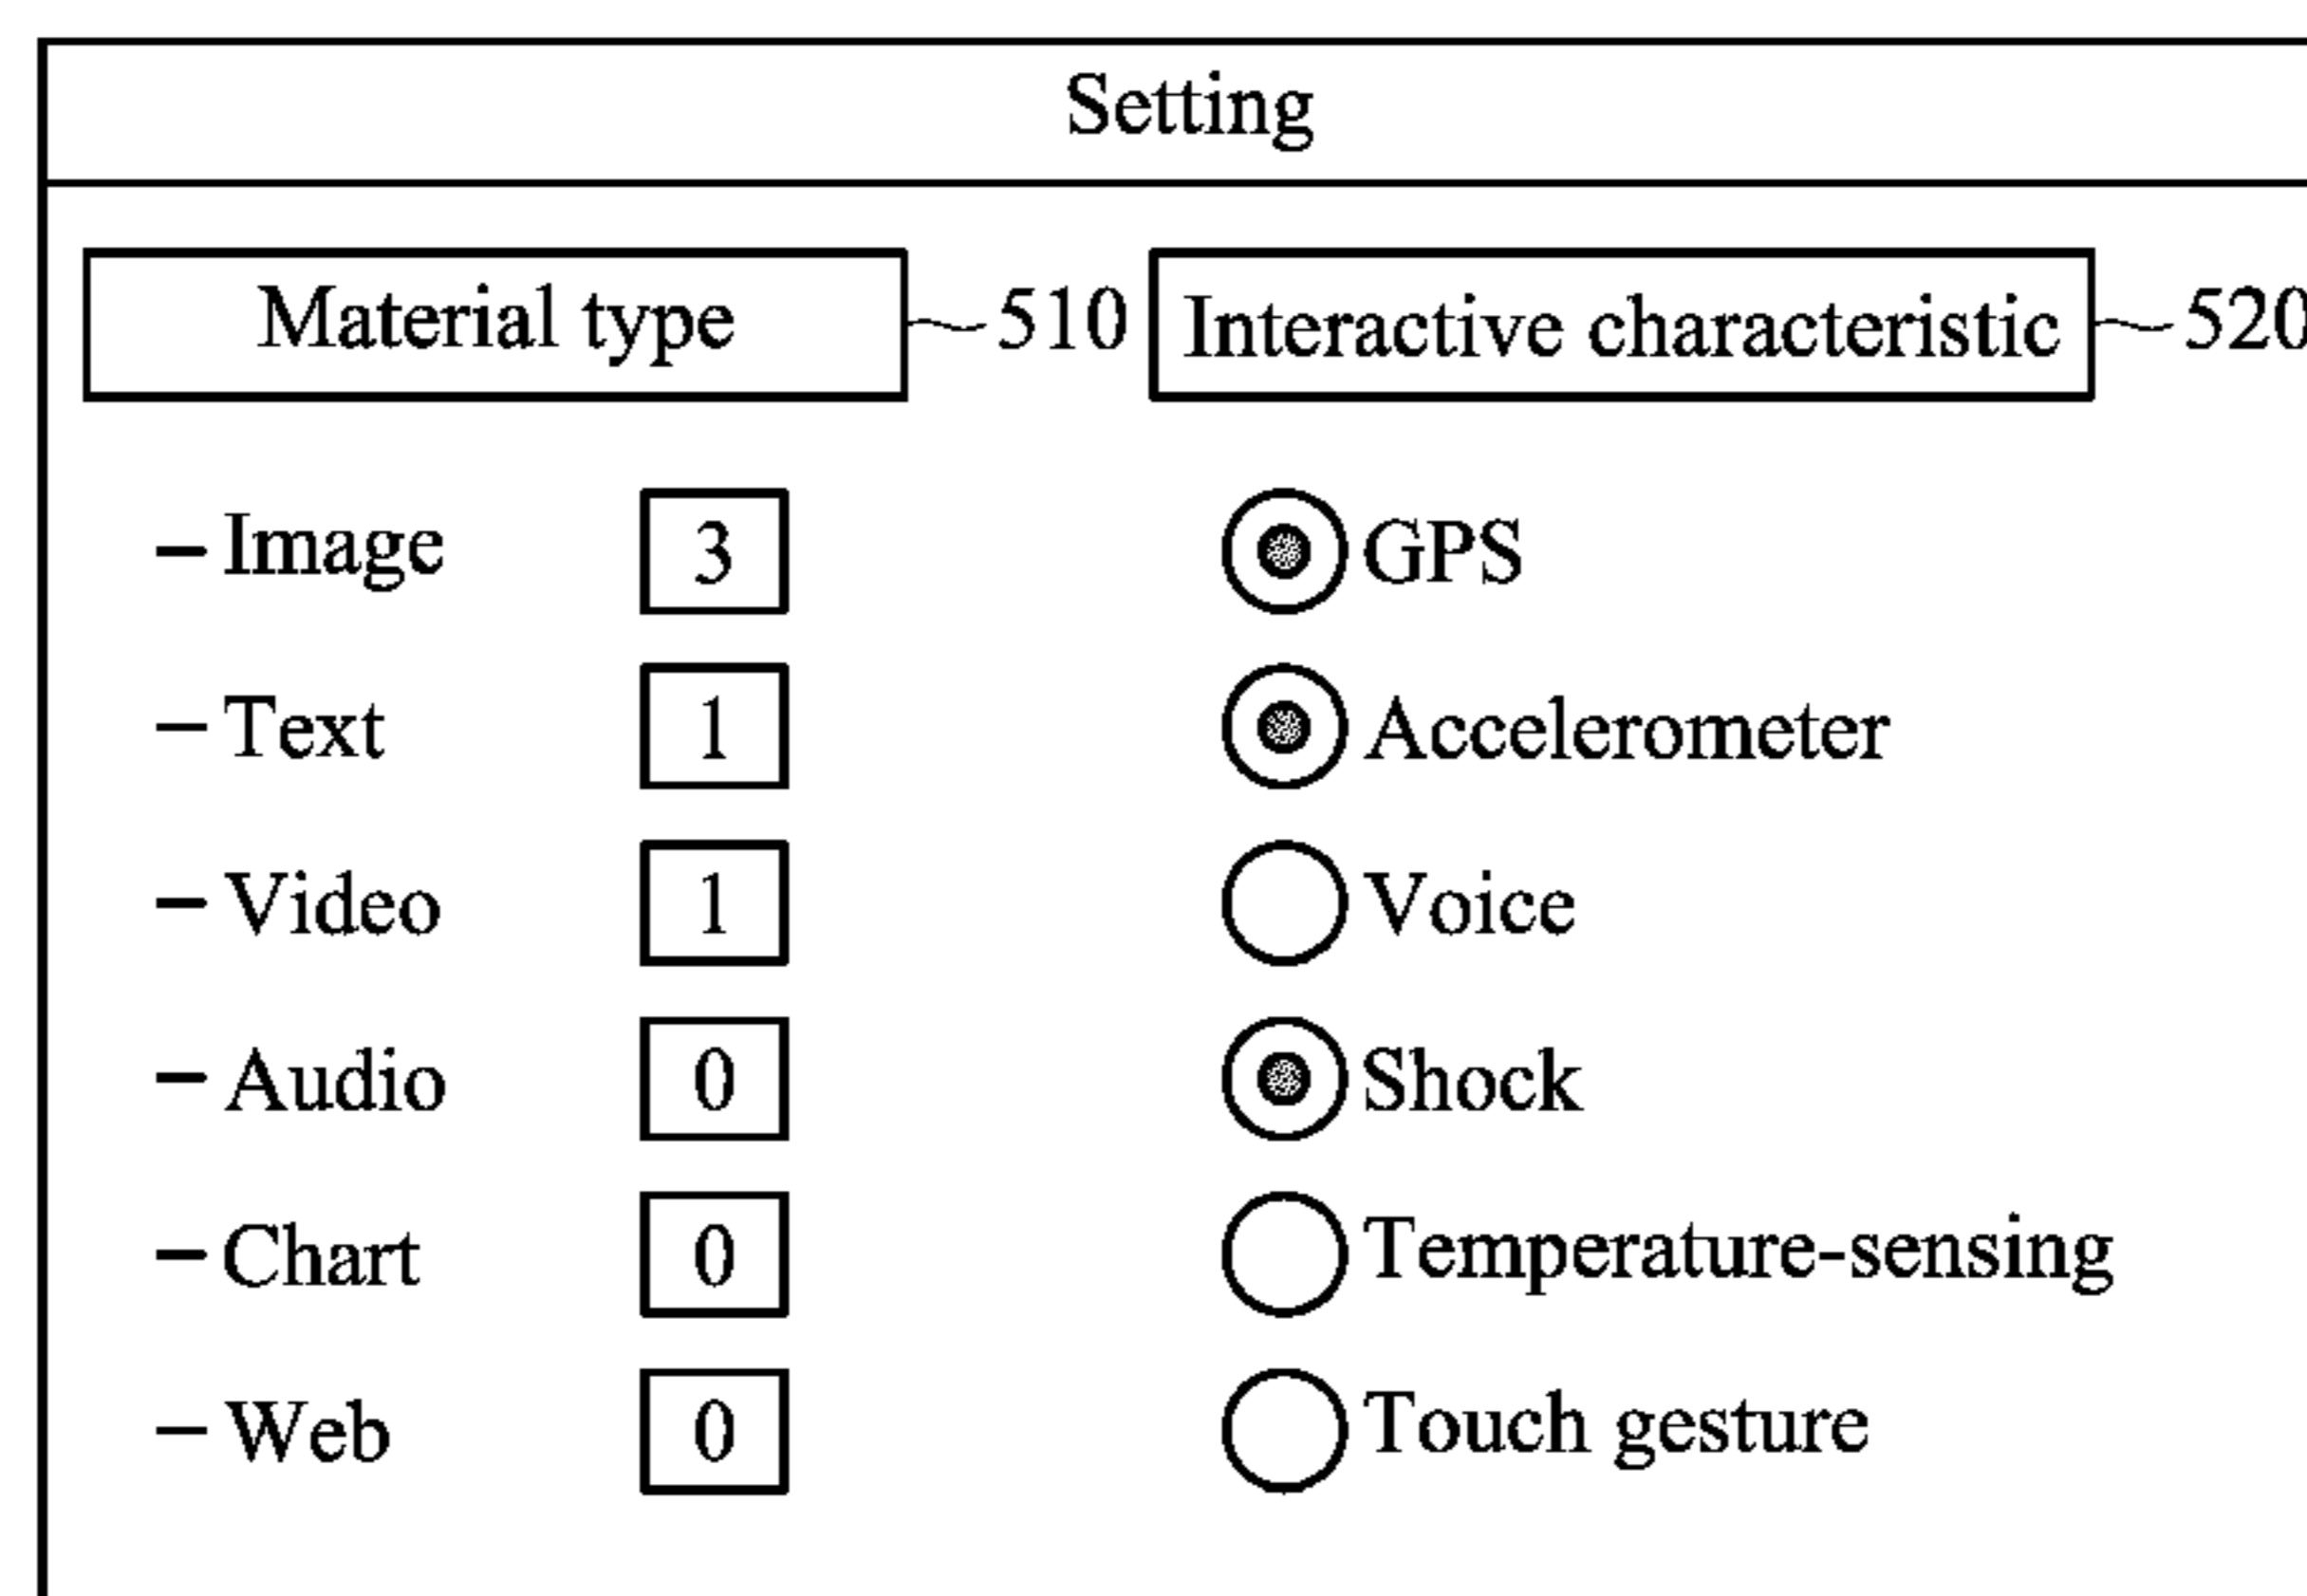 Setting
Material type 510 Interactive characteristic 520
Image 3 GPS
Text 1 Accelerometer
Video 1 Voice
Audio 0 Shock
Chart 0 Temperature-sensing
Web 0 Touch gesture